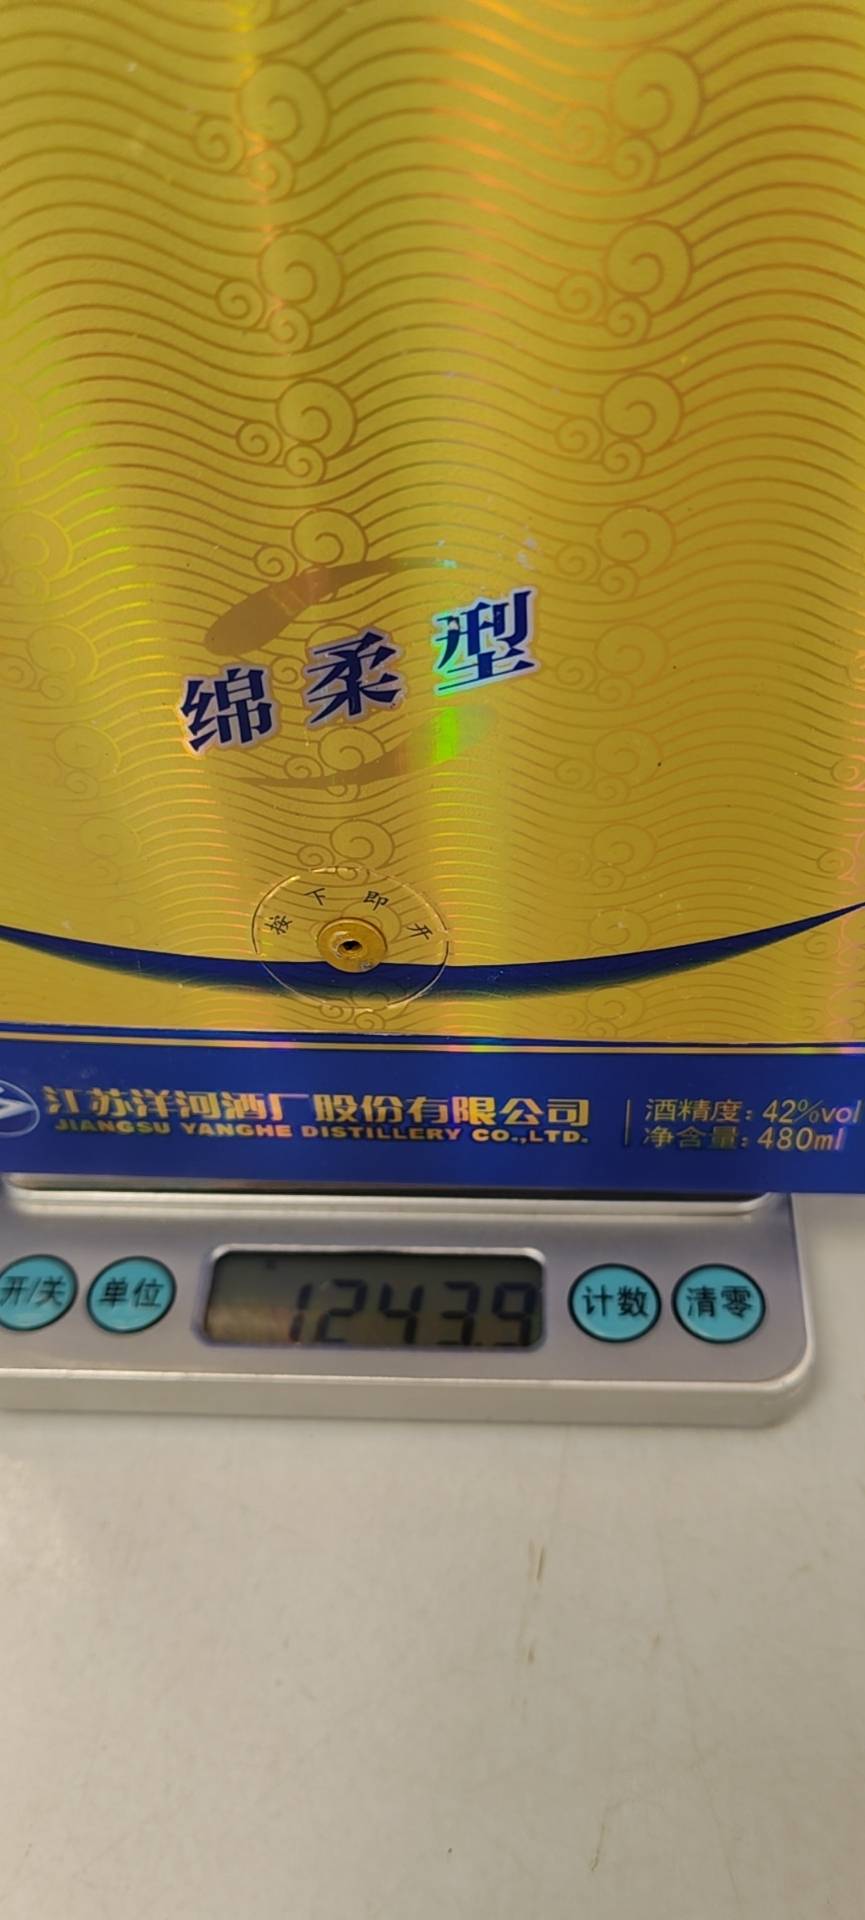 绵柔型
按下即开
江苏洋河酒厂股份有限公司
JIANGSU YANGHE DISTILLERY CO.,LTD.
酒精度: 42%vol
净含量: 480ml
开/关
单位
1243.9
计数
清零